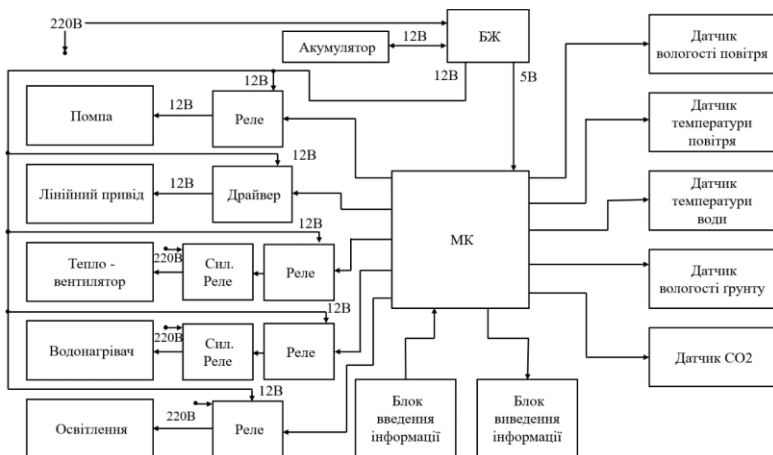 220В
БЖ
Акумулятор
12В
12В
5В
Датчик
вологості повітря
12В
Помпа
12В
Реле
Датчик
температури
повітря
12В
Лінійний привід
12В
Драйвер
Датчик
температури
води
МК
12В
Тепло -
вентилятор
220В
Сил.
Реле
Реле
Датчик
вологості ґрунту
12В
Водонагрівач
220В
Сил.
Реле
Реле
Датчик СО2
12В
Освітлення
220В
Реле
Блок
введення
інформації
Блок
виведення
інформації